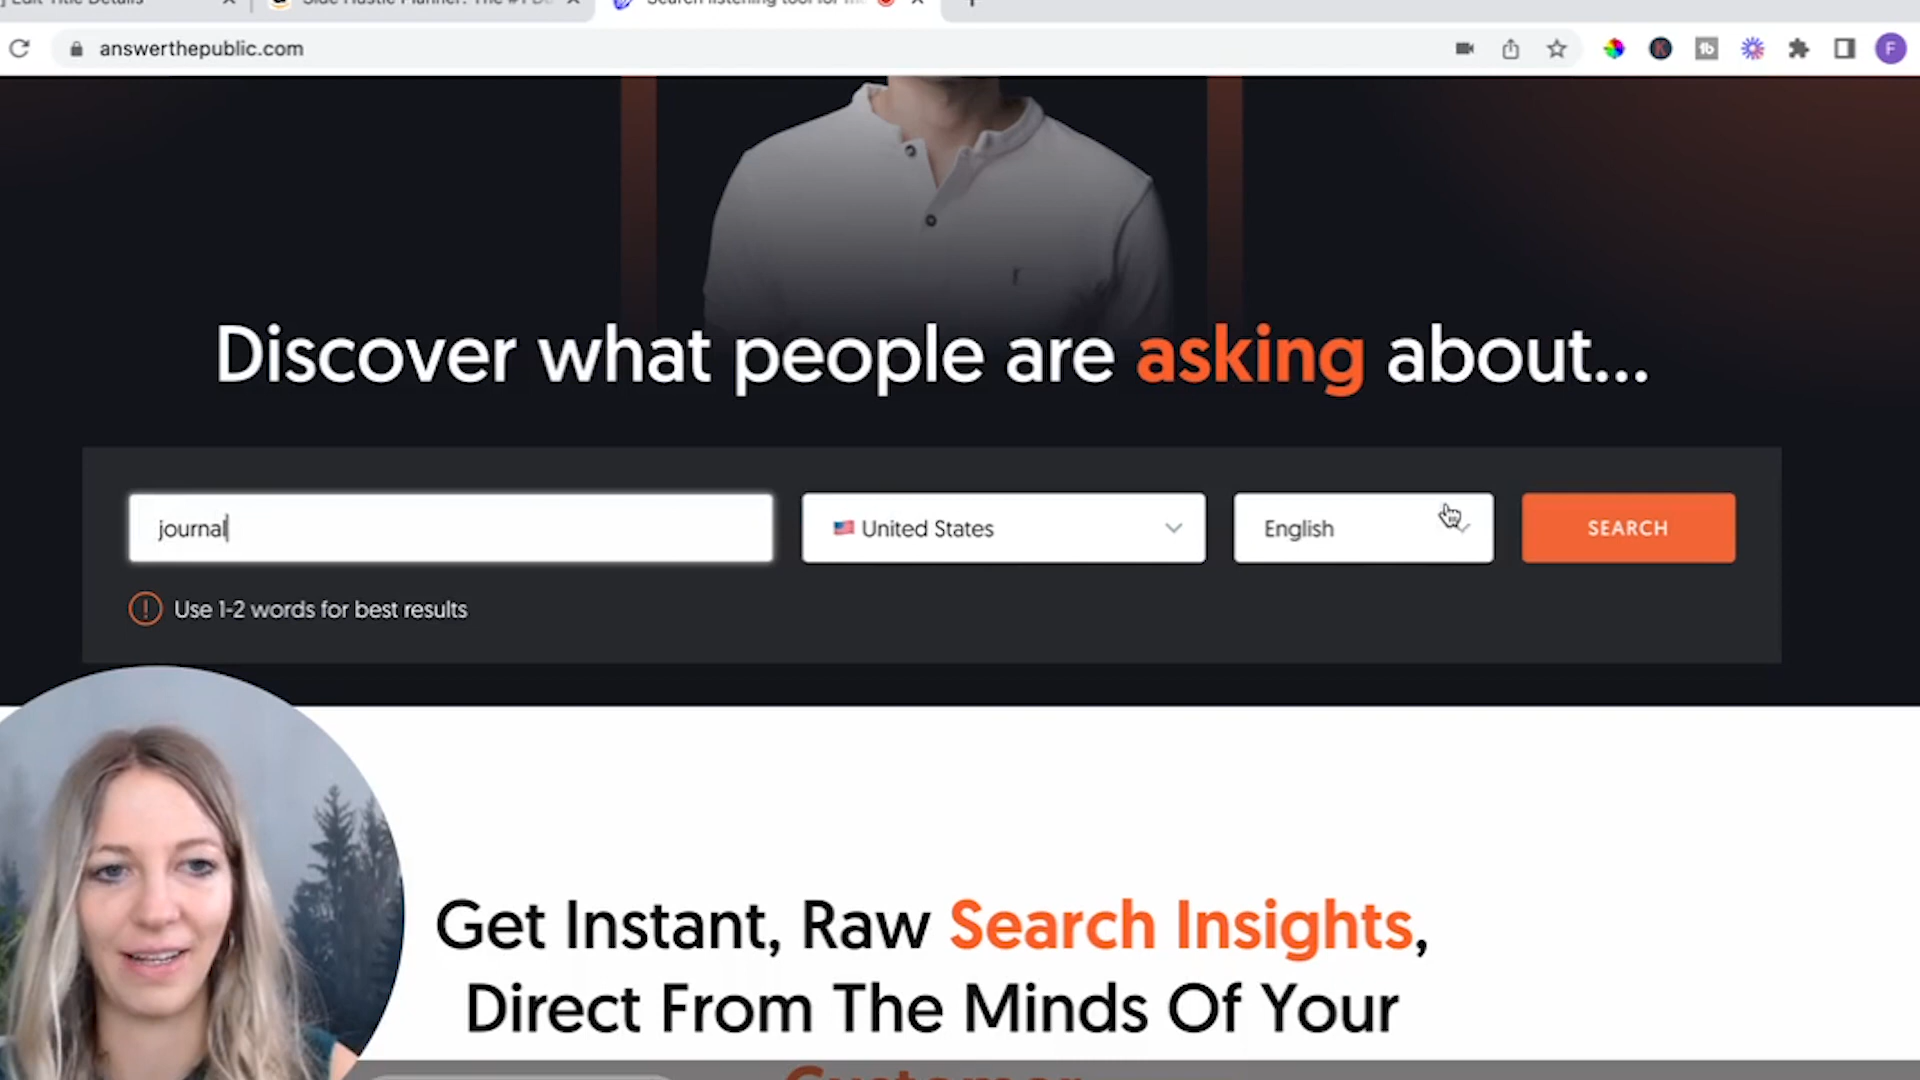 Edit Title Details
Side Hustle Planner: The #1 D
Search listening tool for m
answerthepublic.com
F
Discover what people are asking about...
journal
United States
English
SEARCH
Use 1-2 words for best results
Get Instant, Raw Search Insights,
Direct From The Minds Of Your
Customer